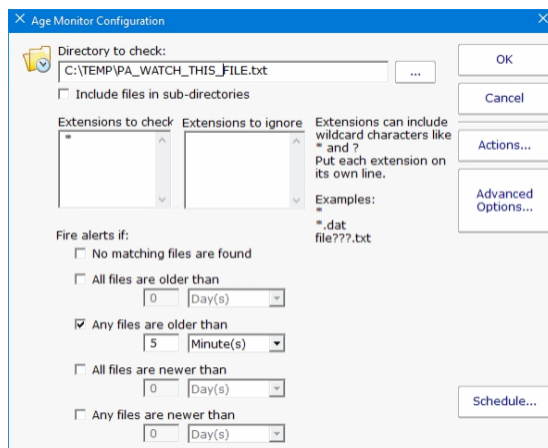 Age Monitor Configuration
Directory to check:
C:\TEMP\PA_WATCH_THIS_FILE.txt
...
OK
Include files in sub-directories
Cancel
Extensions to check
Extensions to ignore
*
Extensions can include
wildcard characters like
* and ?
Put each extension on
its own line.
Examples:
*
*.dat
file???.txt
Actions...
Advanced
Options...
Fire alerts if:
No matching files are found
All files are older than
0 Day(s)
Any files are older than
5 Minute(s)
All files are newer than
0 Day(s)
Any files are newer than
0 Day(s)
Schedule...